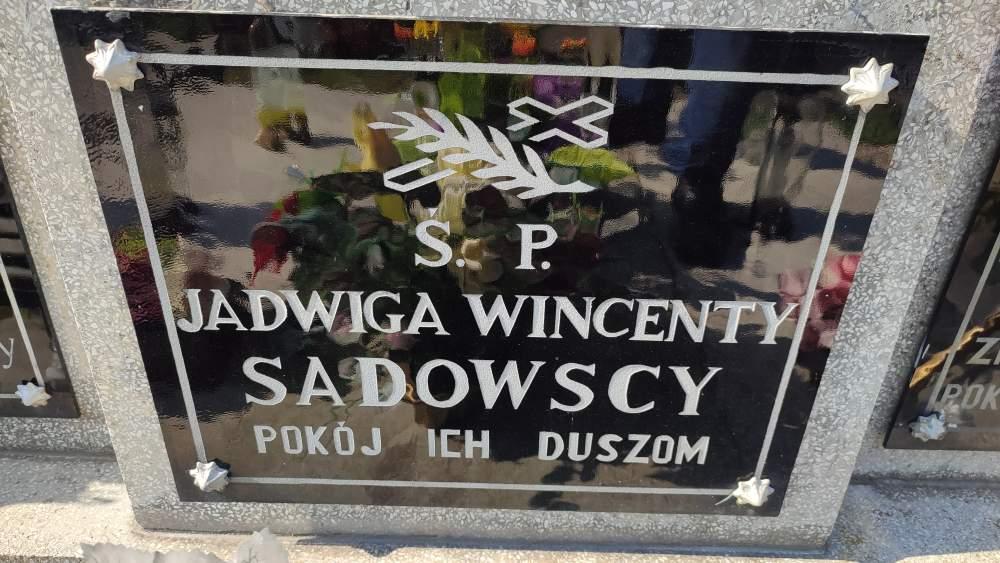 Ś. P.
JADWIGA WINCENTY
SADOWSCY
POKÓJ ICH DUSZOM